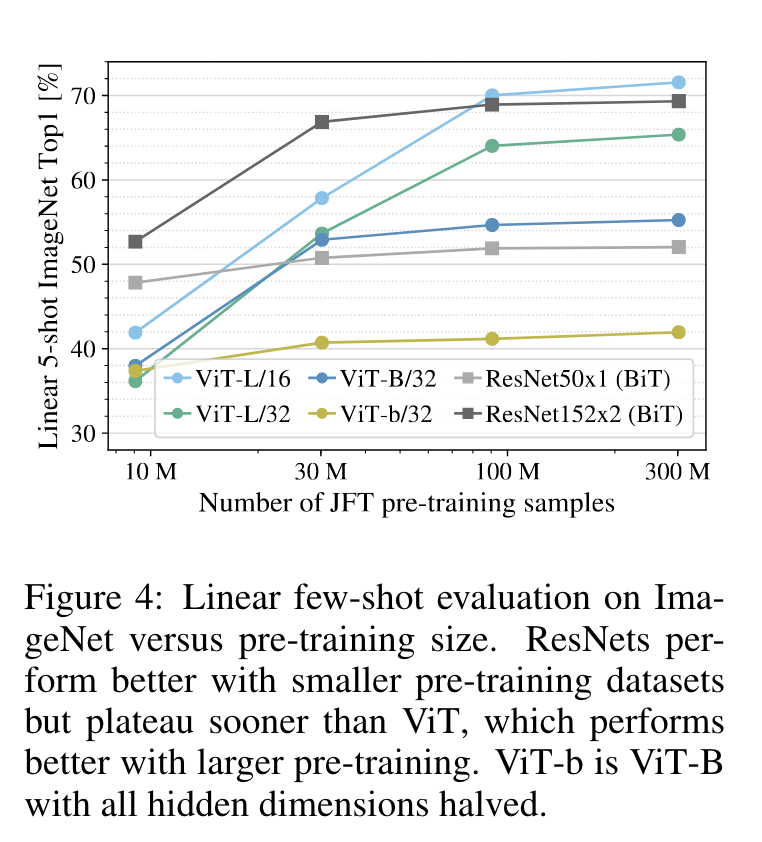 Linear 5-shot ImageNet Top1 [%]
70
60
50
40
30
ViT-L/16 ViT-B/32 ResNet50x1 (BiT)
ViT-L/32 ViT-b/32 ResNet152x2 (BiT)
10 M 30 M 100 M 300 M
Number of JFT pre-training samples
Figure 4: Linear few-shot evaluation on Ima-
geNet versus pre-training size. ResNets per-
form better with smaller pre-training datasets
but plateau sooner than ViT, which performs
better with larger pre-training. ViT-b is ViT-B
with all hidden dimensions halved.